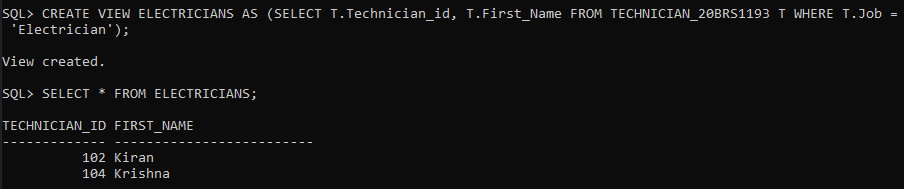 SQL> CREATE VIEW ELECTRICIANS AS (SELECT T.Technician_id, T.First_Name FROM TECHNICIAN_20BRS1193 T WHERE T.Job =
 'Electrician');
View created.
SQL> SELECT * FROM ELECTRICIANS;
TECHNICIAN_ID FIRST_NAME
------------- -------------------------
102 Kiran
104 Krishna